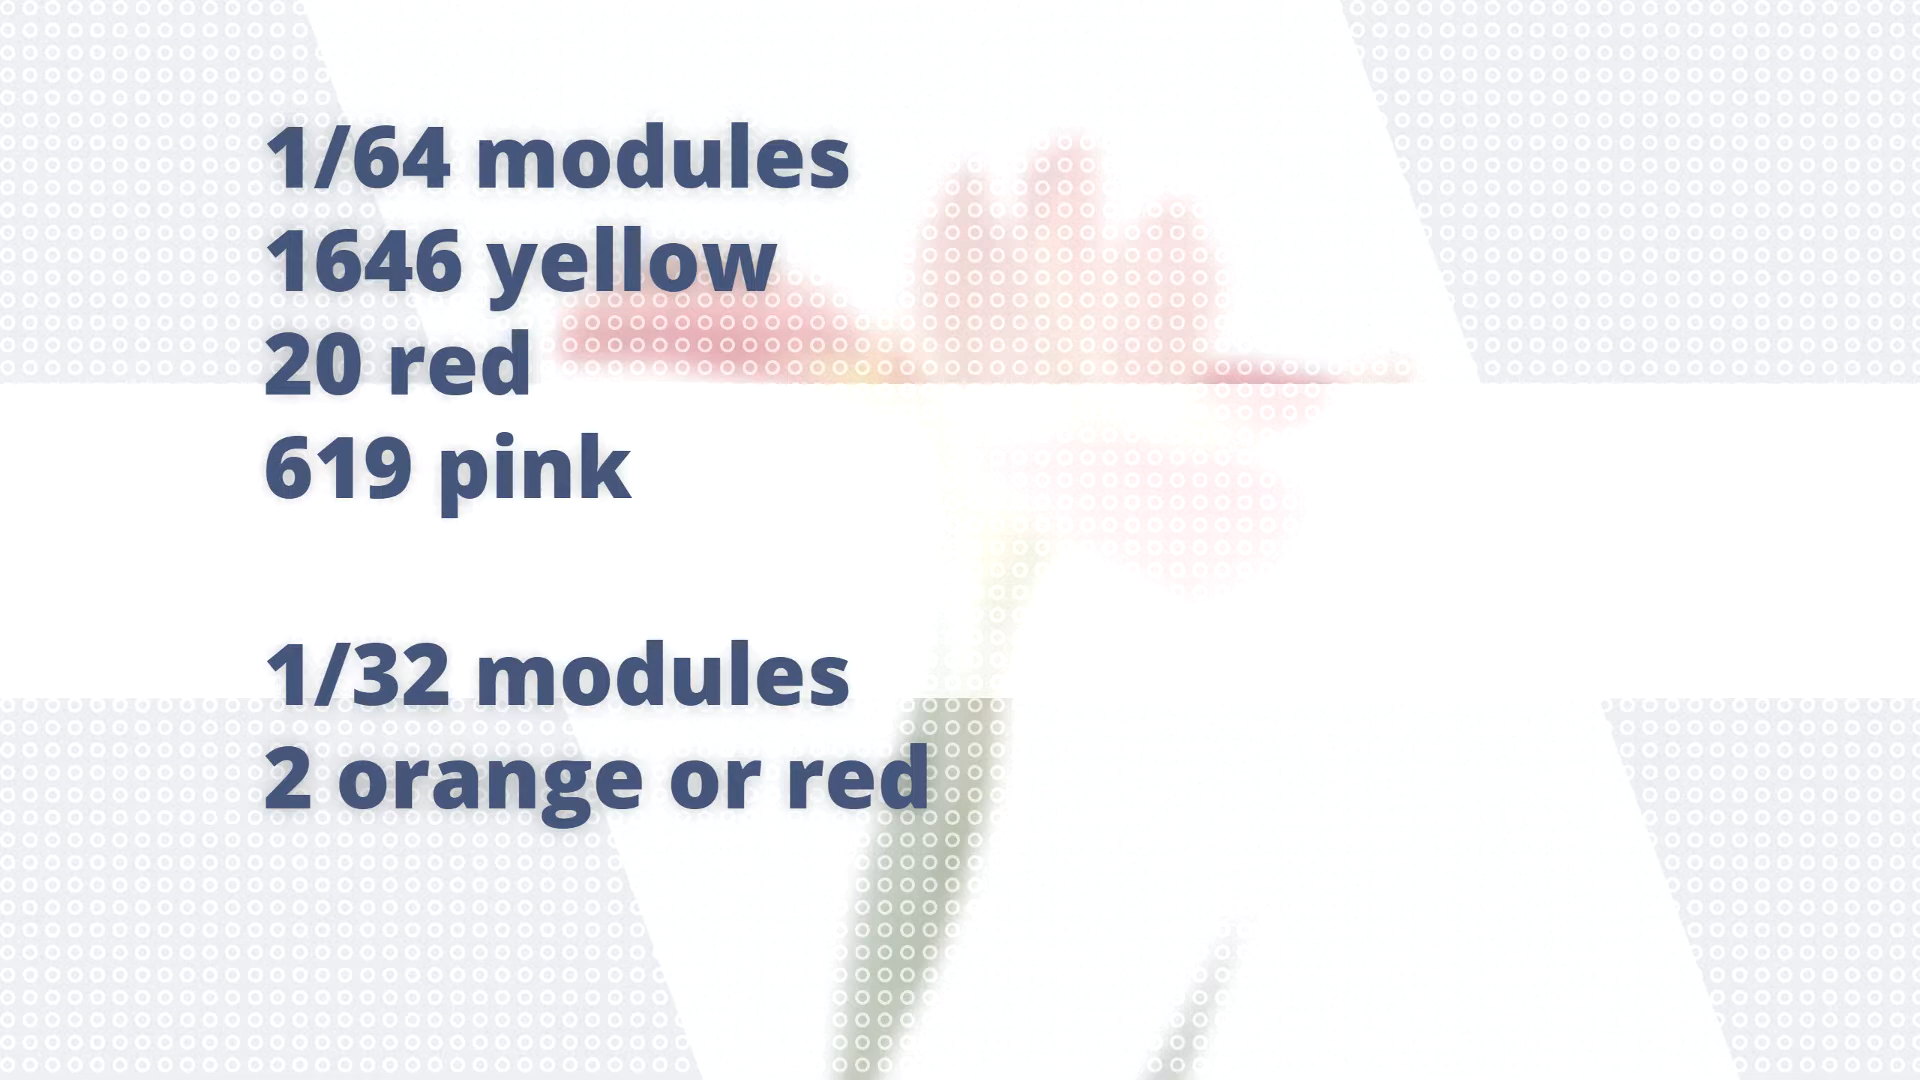 1/64 modules
1646 yellow
20 red
619 pink
1/32 modules
2 orange or red